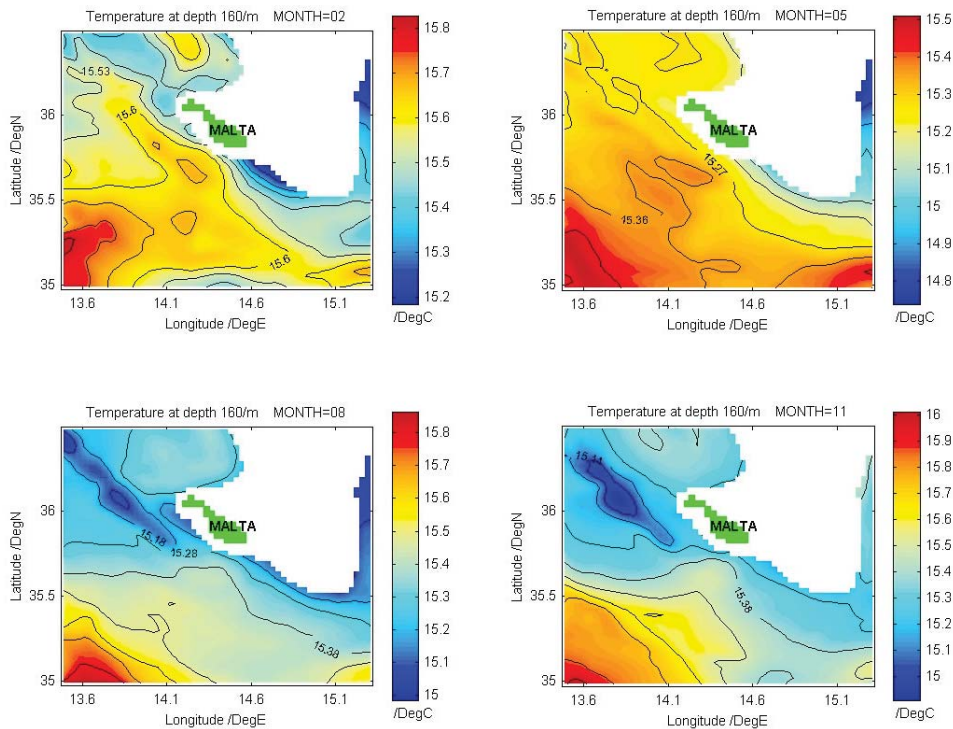 Temperature at depth 160/m MONTH=02
15.53
15.6
MALTA
15.6
36
35.5
35
Latitude /DegN
13.6 14.1 14.6 15.1
Longitude /DegE
15.8
15.7
15.6
15.5
15.4
15.3
15.2
/DegC
Temperature at depth 160/m MONTH=05
MALTA
15.27
15.36
36
35.5
35
Latitude /DegN
13.6 14.1 14.6 15.1
Longitude /DegE
15.5
15.4
15.3
15.2
15.1
15
14.9
14.8
/DegC
Temperature at depth 160/m MONTH=08
MALTA
15.18
15.28
15.38
36
35.5
35
Latitude /DegN
13.6 14.1 14.6 15.1
Longitude /DegE
15.8
15.7
15.6
15.5
15.4
15.3
15.2
15.1
15
/DegC
Temperature at depth 160/m MONTH=11
15.11
MALTA
15.38
36
35.5
35
Latitude /DegN
13.6 14.1 14.6 15.1
Longitude /DegE
16
15.9
15.8
15.7
15.6
15.5
15.4
15.3
15.2
15.1
15
/DegC